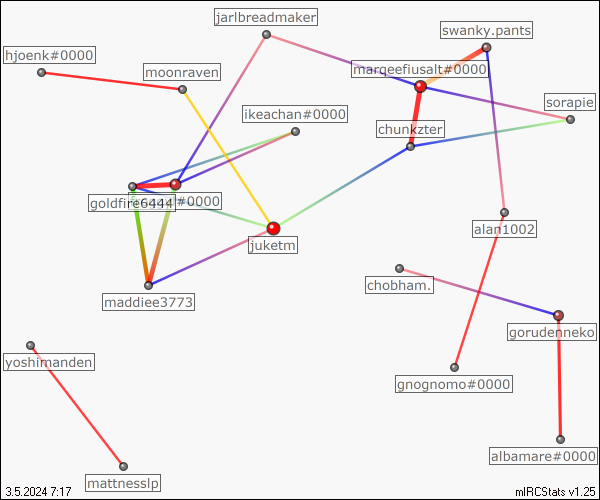 jarlbreadmaker
swanky.pants
hjoenk#0000
moonraven
marqeefiusalt#0000
sorapie
ikeachan#0000
chunkzter
goldfire6444
#0000
alan1002
juketm
chobham.
maddiee3773
gorudenneko
yoshimanden
gnognomo#0000
albamare#0000
mattnesslp
3.5.2024 7:17
mIRCStats v1.25